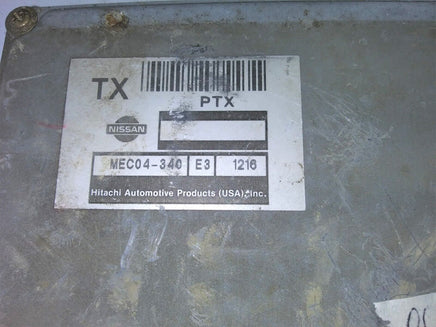 TX
PTX
NISSAN
MEC04-340 E3 1216
Hitachi Automotive Products (USA), Inc.